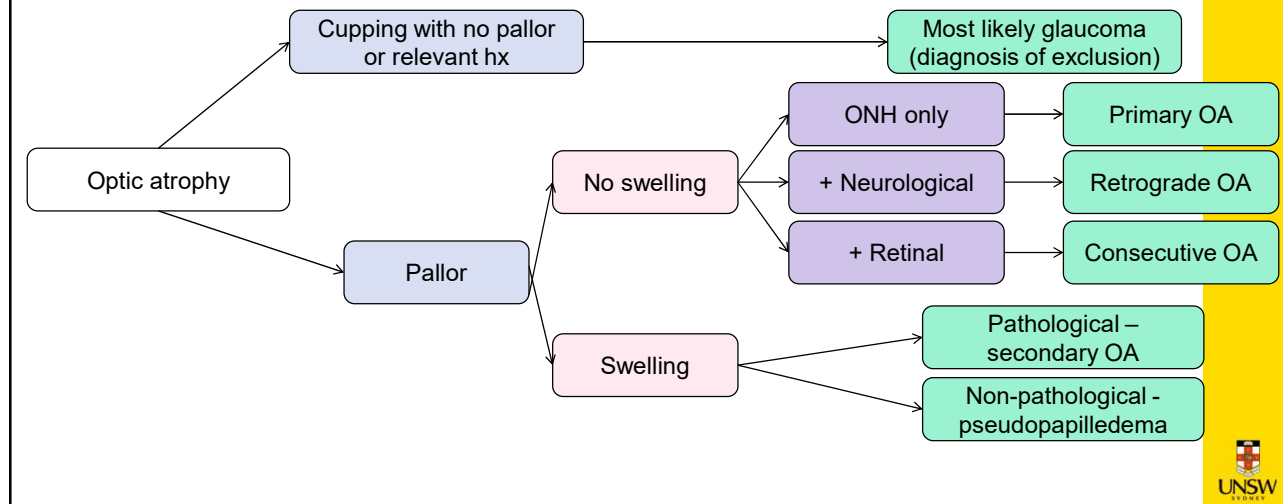 Cupping with no pallor
or relevant hx
Most likely glaucoma
(diagnosis of exclusion)
ONH only
Primary OA
Optic atrophy
No swelling
+ Neurological
Retrograde OA
+ Retinal
Consecutive OA
Pallor
Pathological –
secondary OA
Swelling
Non-pathological -
pseudopapilledema
UNSW
SYDNEY